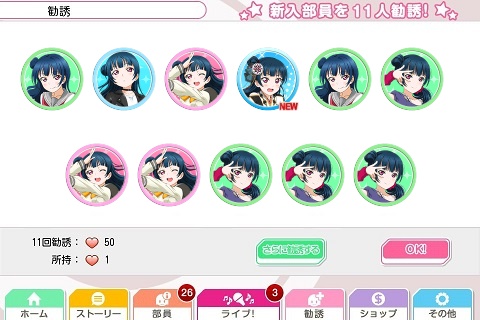 勧誘
新入部員を11人勧誘!
NEW
11回勧誘: 50
所持: 1
さらに勧誘する
OK!
26
3
ホーム
ストーリー
部員
ライブ!
勧誘
ショップ
その他